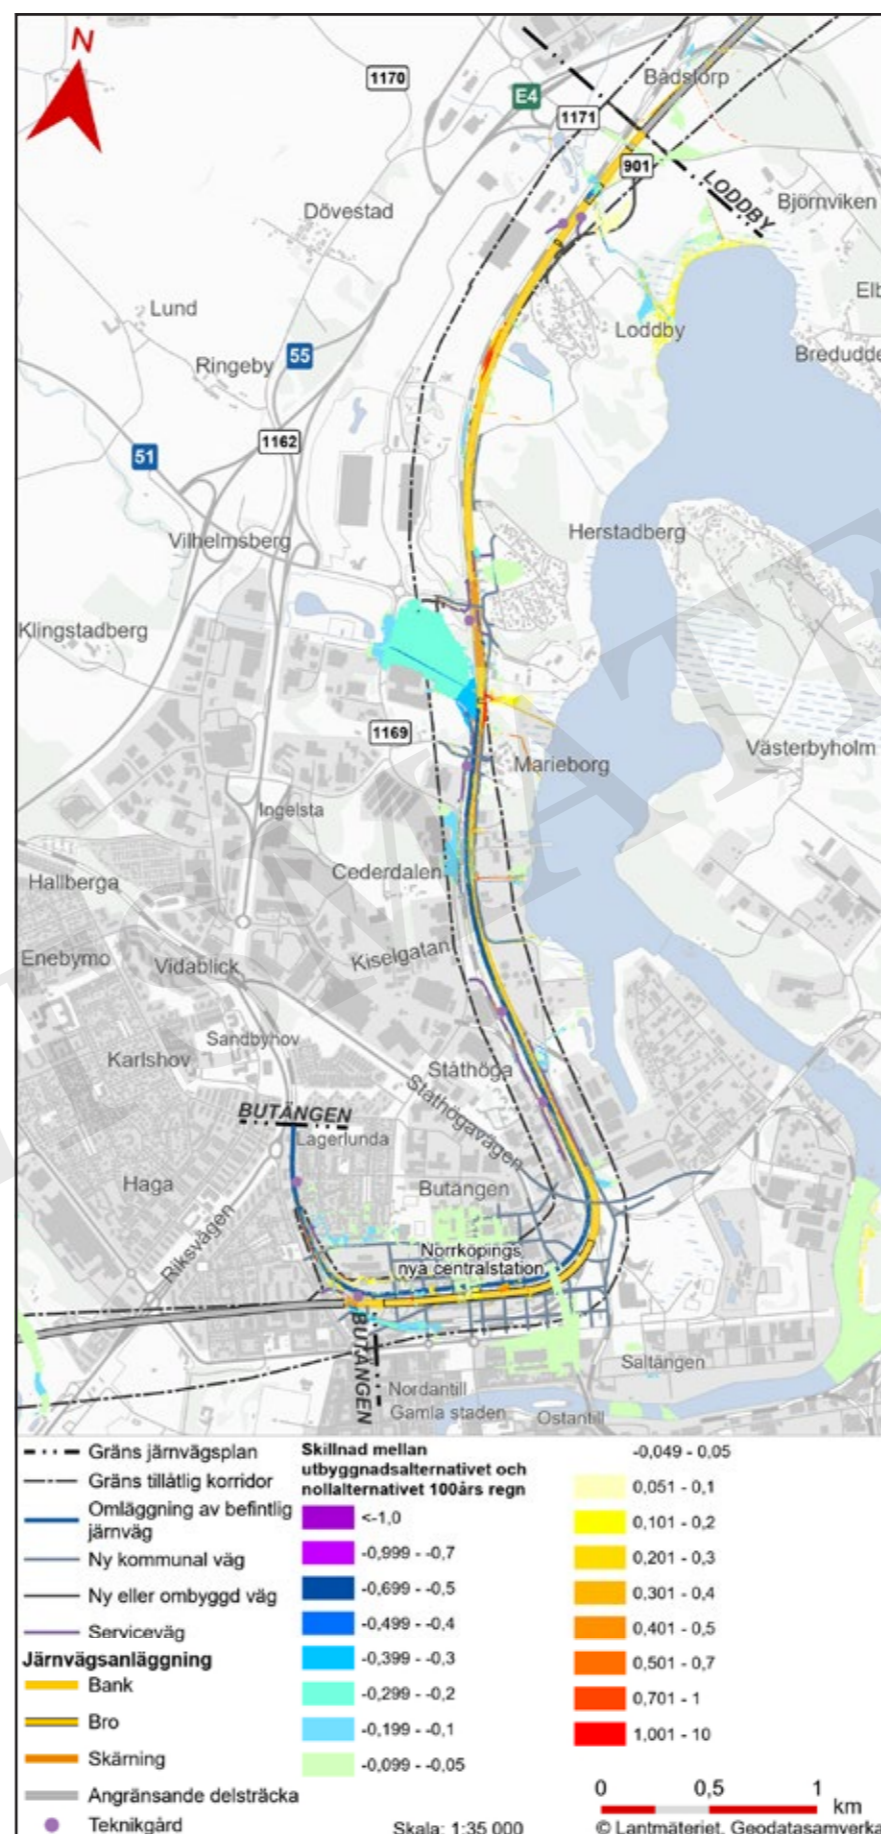 N
1170
Bådstorp
E4
1171
901
LODDBY
Björnviken
Dövestad
Lund
Loddby
Ringeby
55
1162
51
Herstadberg
Vilhelmsberg
Klingstadberg
1169
Marieborg
Västerbyholm
Ingelsta
Hallberga
Cederdalen
Kiselgatan
Enebymo
Vidablick
Sandbyhov
Karlshov
Ståthöga
Ståthögavägen
BUTÄNGEN
Lagerlunda
Haga
Butängen
Riksvägen
Norrköpings
nya centralstation
BUTÄNGEN
Saltängen
Nordantill
Gamla staden
Östantill
Gräns järnvägsplan
Gräns tillåtlig korridor
Omläggning av befintlig
järnväg
Ny kommunal väg
Ny eller ombyggd väg
Serviceväg
Järnvägsanläggning
Bank
Bro
Skärning
Angränsande delsträcka
Teknikgård
Skillnad mellan
utbyggnadsalternativet och
nollalternativet 100års regn
<-1,0
-0,999 - -0,7
-0,699 - -0,5
-0,499 - -0,4
-0,399 - -0,3
-0,299 - -0,2
-0,199 - -0,1
-0,099 - -0,05
-0,049 - 0,05
0,051 - 0,1
0,101 - 0,2
0,201 - 0,3
0,301 - 0,4
0,401 - 0,5
0,501 - 0,7
0,701 - 1
1,001 - 10
0 0,5 1
km
Skala: 1:35 000
© Lantmäteriet, Geodatasamverka